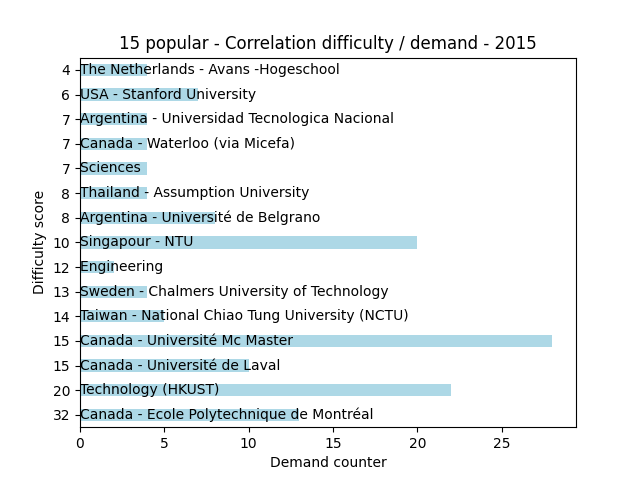 15 popular - Correlation difficulty / demand - 2015
4 The Netherlands - Avans -Hogeschool
6 USA - Stanford University
7 Argentina - Universidad Tecnologica Nacional
7 Canada - Waterloo (via Micefa)
7 Sciences
8 Thailand - Assumption University
8 Argentina - Université de Belgrano
10 Singapour - NTU
12 Engineering
13 Sweden - Chalmers University of Technology
14 Taiwan - National Chiao Tung University (NCTU)
15 Canada - Université Mc Master
15 Canada - Université de Laval
20 Technology (HKUST)
32 Canada - Ecole Polytechnique de Montréal
Difficulty score
0 5 10 15 20 25
Demand counter